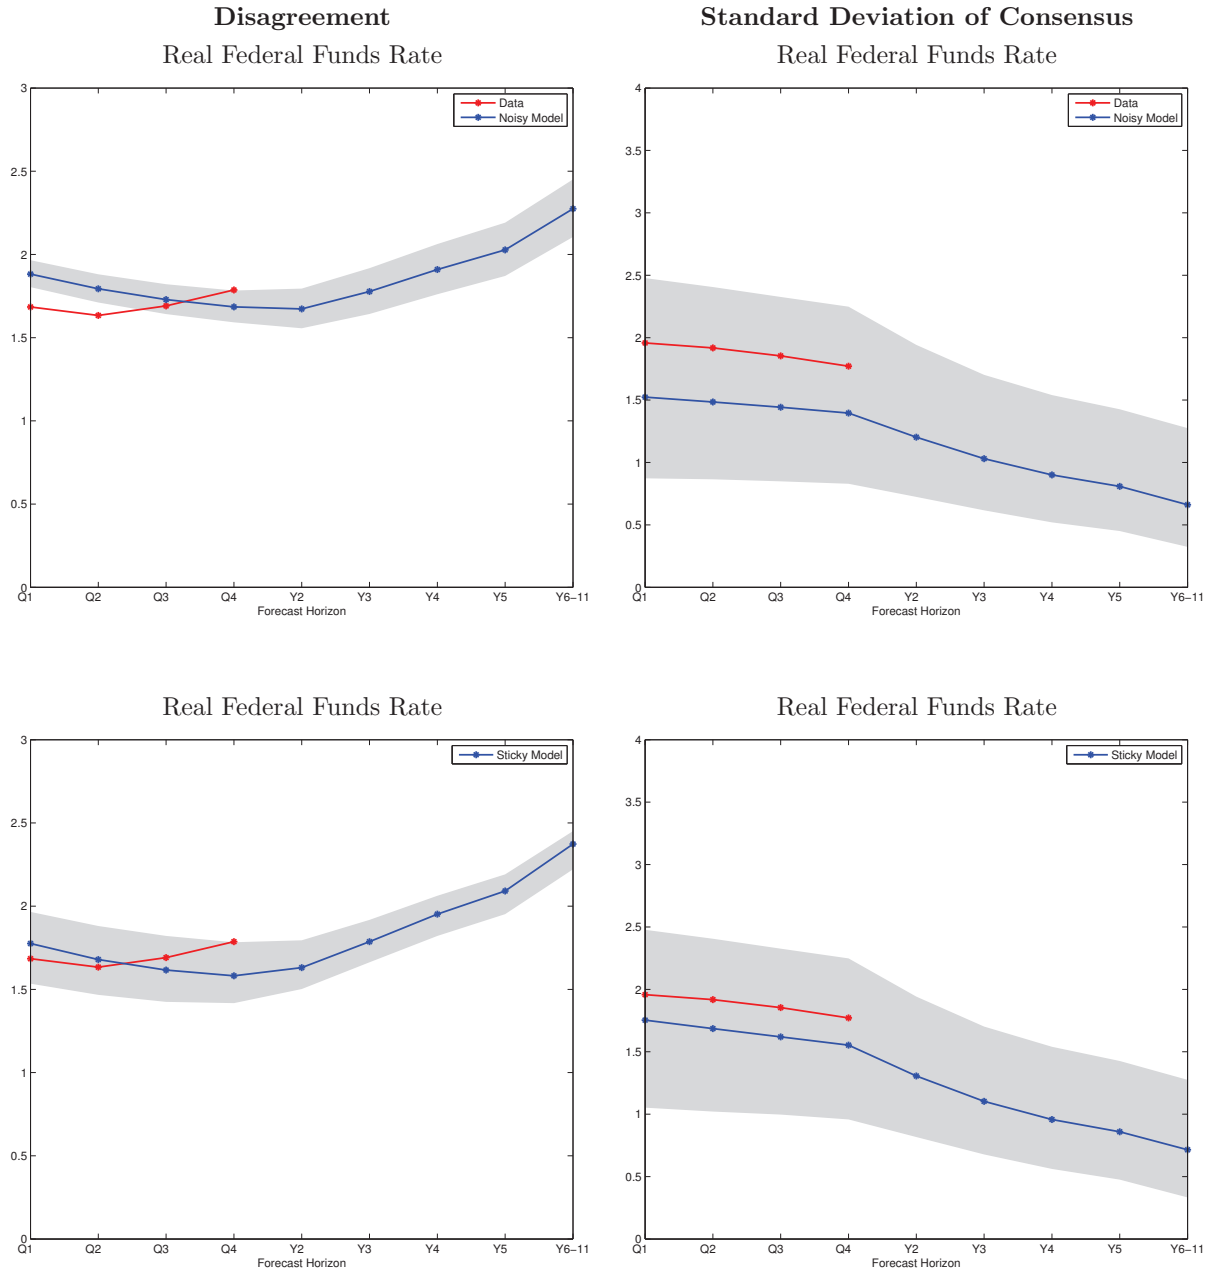 Disagreement
Real Federal Funds Rate
3
2.5
2
1.5
1
0.5
0
Data
Noisy Model
Q1 Q2 Q3 Q4 Y2 Y3 Y4 Y5 Y6−11
Forecast Horizon
Standard Deviation of Consensus
Real Federal Funds Rate
4
3.5
3
2.5
2
1.5
1
0.5
0
Data
Noisy Model
Q1 Q2 Q3 Q4 Y2 Y3 Y4 Y5 Y6−11
Forecast Horizon
Real Federal Funds Rate
3
2.5
2
1.5
1
0.5
0
Sticky Model
Q1 Q2 Q3 Q4 Y2 Y3 Y4 Y5 Y6−11
Forecast Horizon
Real Federal Funds Rate
4
3.5
3
2.5
2
1.5
1
0.5
0
Sticky Model
Q1 Q2 Q3 Q4 Y2 Y3 Y4 Y5 Y6−11
Forecast Horizon